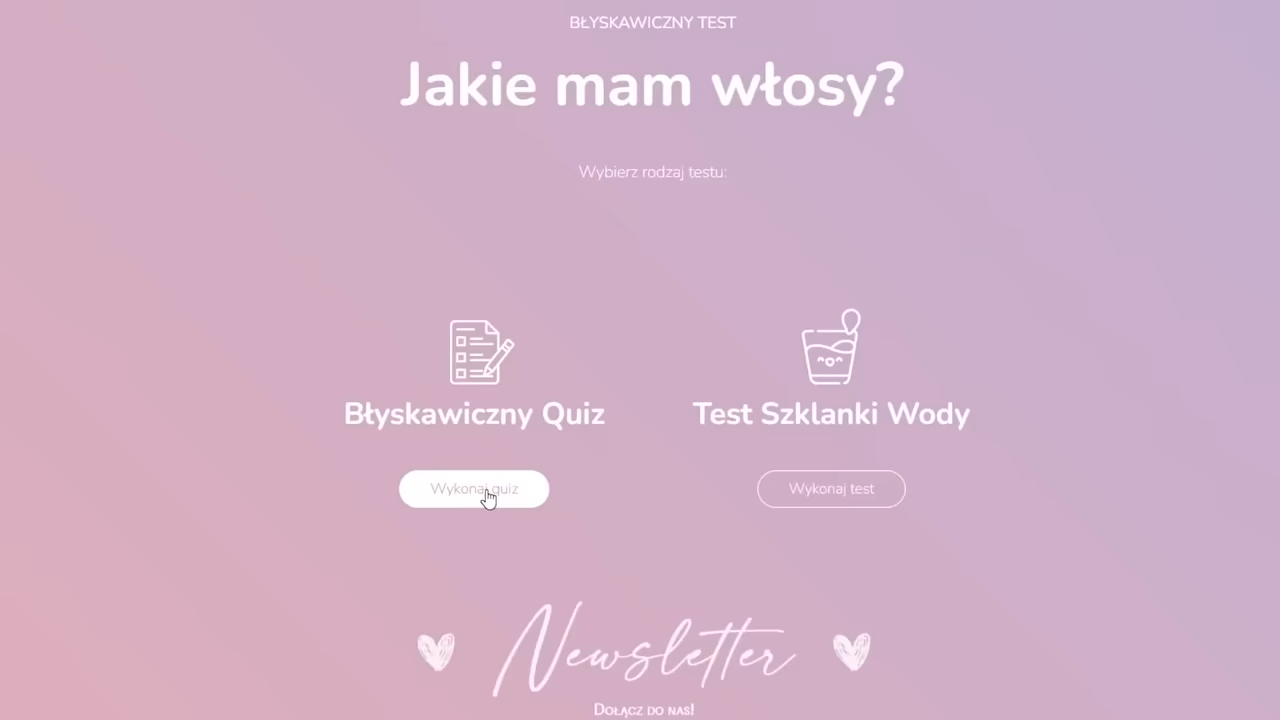 BŁYSKAWICZNY TEST
Jakie mam włosy?
Wybierz rodzaj testu:
Błyskawiczny Quiz
Test Szklanki Wody
Wykonaj quiz
Wykonaj test
Newsletter
Dołącz do nas!